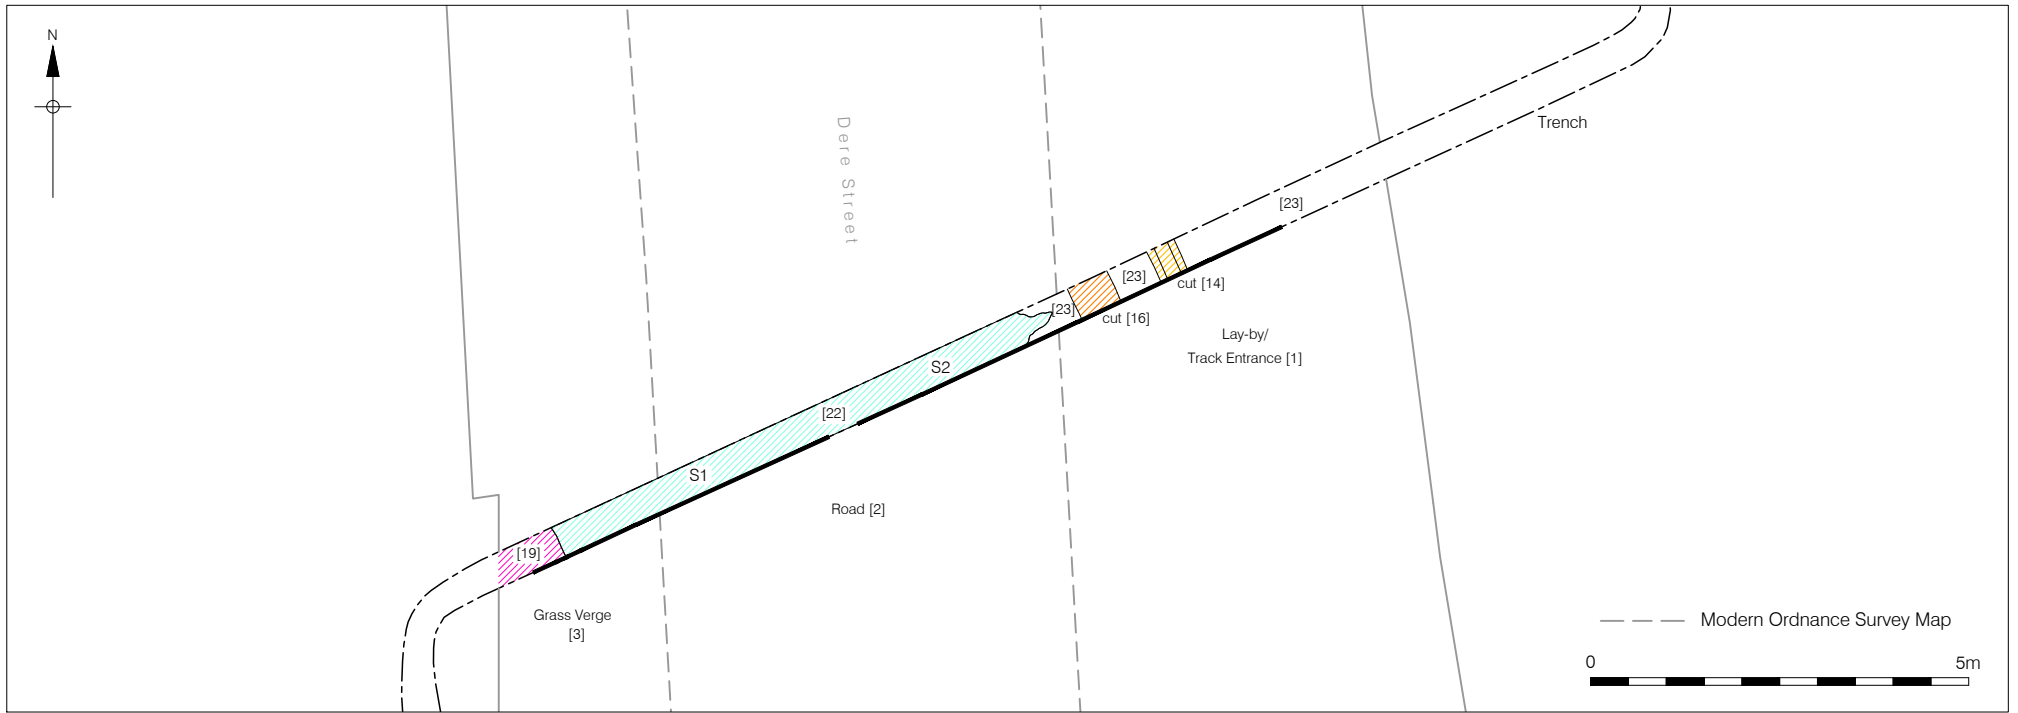 N
Dere Street
Trench
[23]
[23]
cut [14]
[23]
cut [16]
Lay-by/
Track Entrance [1]
S2
[22]
S1
Road [2]
[19]
Grass Verge
[3]
Modern Ordnance Survey Map
0 5m